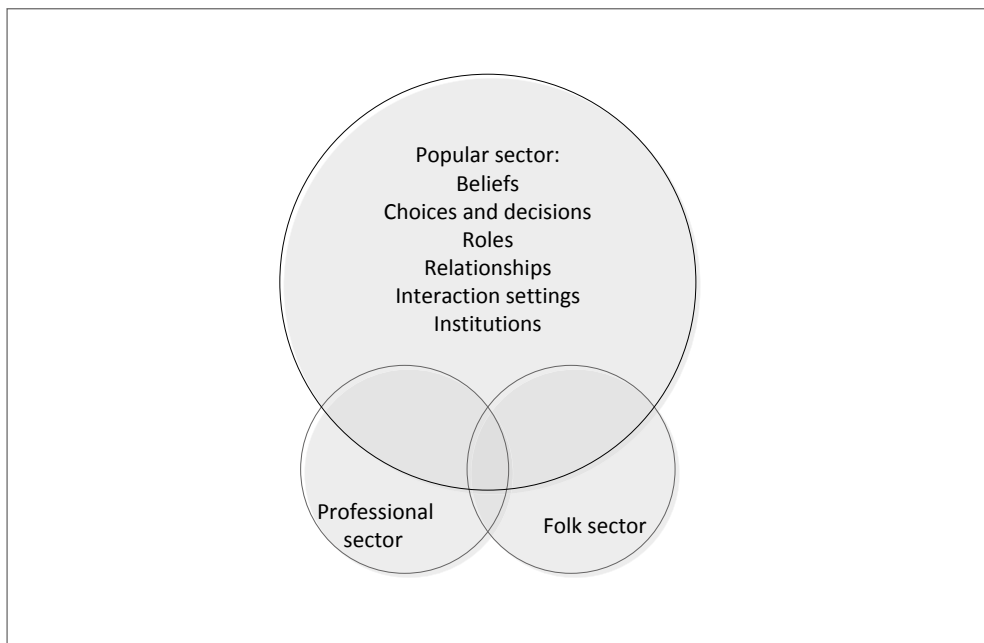 Popular sector:
Beliefs
Choices and decisions
Roles
Relationships
Interaction settings
Institutions
Professional
sector
Folk sector